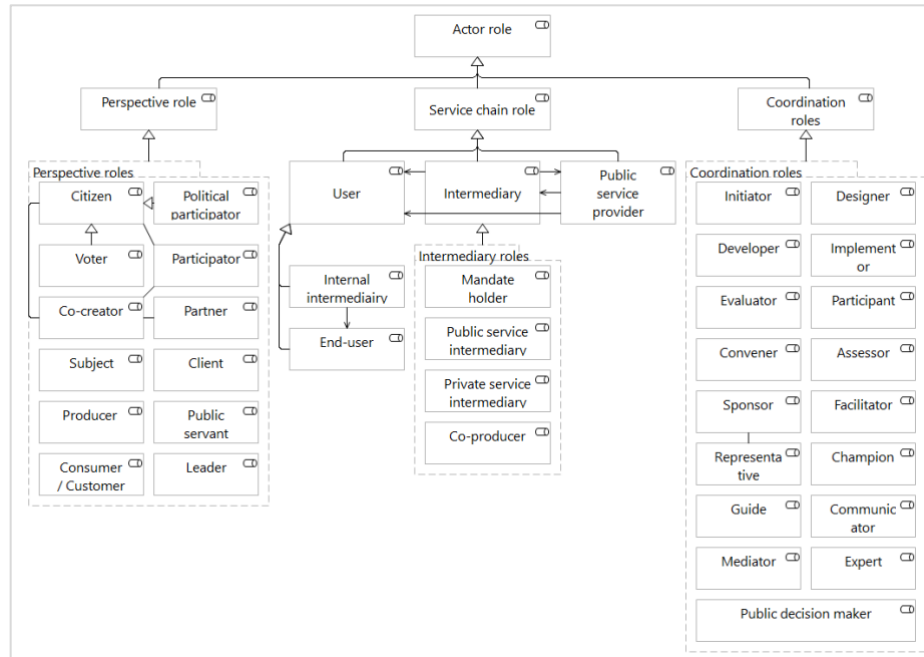 Actor role
Perspective role
Service chain role
Coordination
roles
Perspective roles
Citizen
Political
participator
Voter
Participator
Co-creator
Partner
Subject
Client
Producer
Public
servant
Consumer
/ Customer
Leader
User
Intermediary
Public
service
provider
Internal
intermediairy
End-user
Intermediary roles
Mandate
holder
Public service
intermediary
Private service
intermediary
Co-producer
Coordination roles
Initiator
Designer
Developer
Implement
or
Evaluator
Participant
Convener
Assessor
Sponsor
Facilitator
Representa
tive
Champion
Guide
Communic
ator
Mediator
Expert
Public decision maker